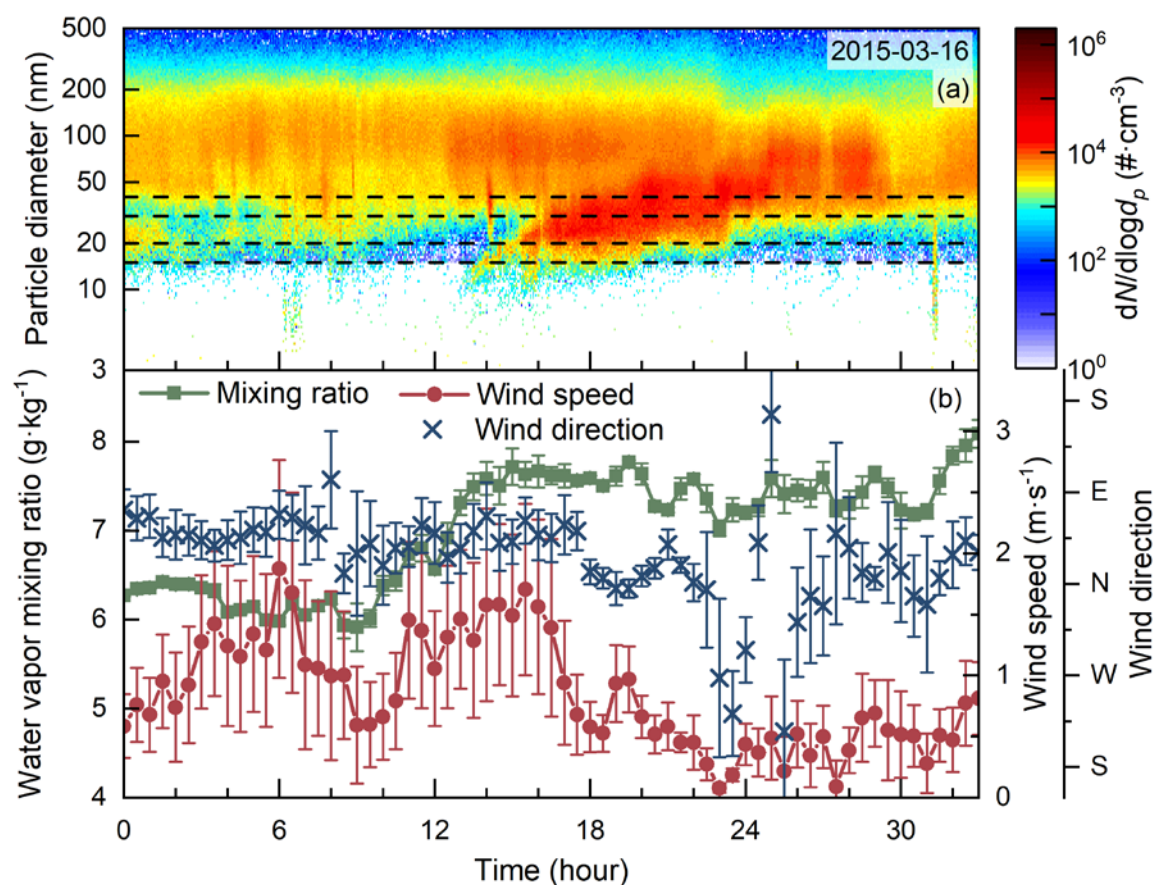 500
200
100
50
20
10
3
Particle diameter (nm)
2015-03-16
(a)
10⁶
10⁴
10²
10⁰
dN/dlogdₚ (#·cm⁻³)
Mixing ratio
Wind speed
Wind direction
(b)
8
7
6
5
4
Water vapor mixing ratio (g·kg⁻¹)
3
2
1
0
Wind speed (m·s⁻¹)
S
E
N
W
S
Wind direction
0 6 12 18 24 30
Time (hour)